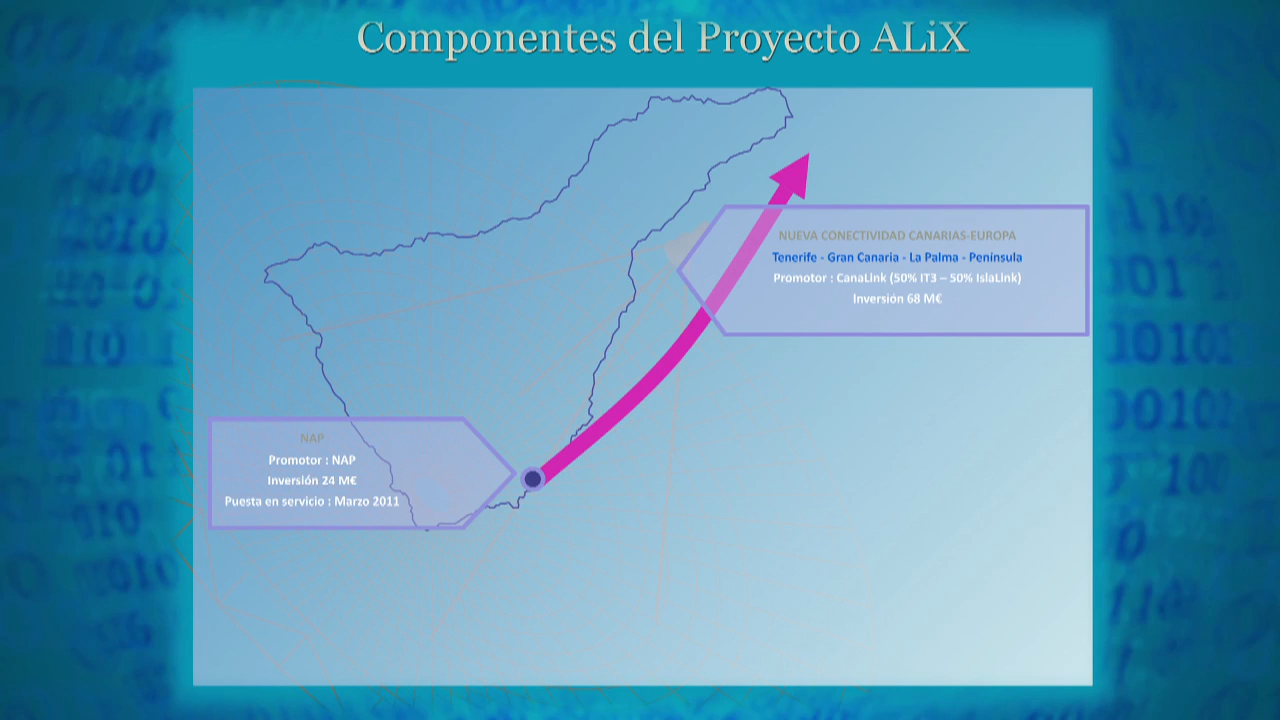 Componentes del Proyecto ALiX
NUEVA CONECTIVIDAD CANARIAS-EUROPA
Tenerife - Gran Canaria - La Palma - Península
Promotor : CanaLink (50% IT3 – 50% IslaLink)
Inversión 68 M€
NAP
Promotor : NAP
Inversión 24 M€
Puesta en servicio : Marzo 2011